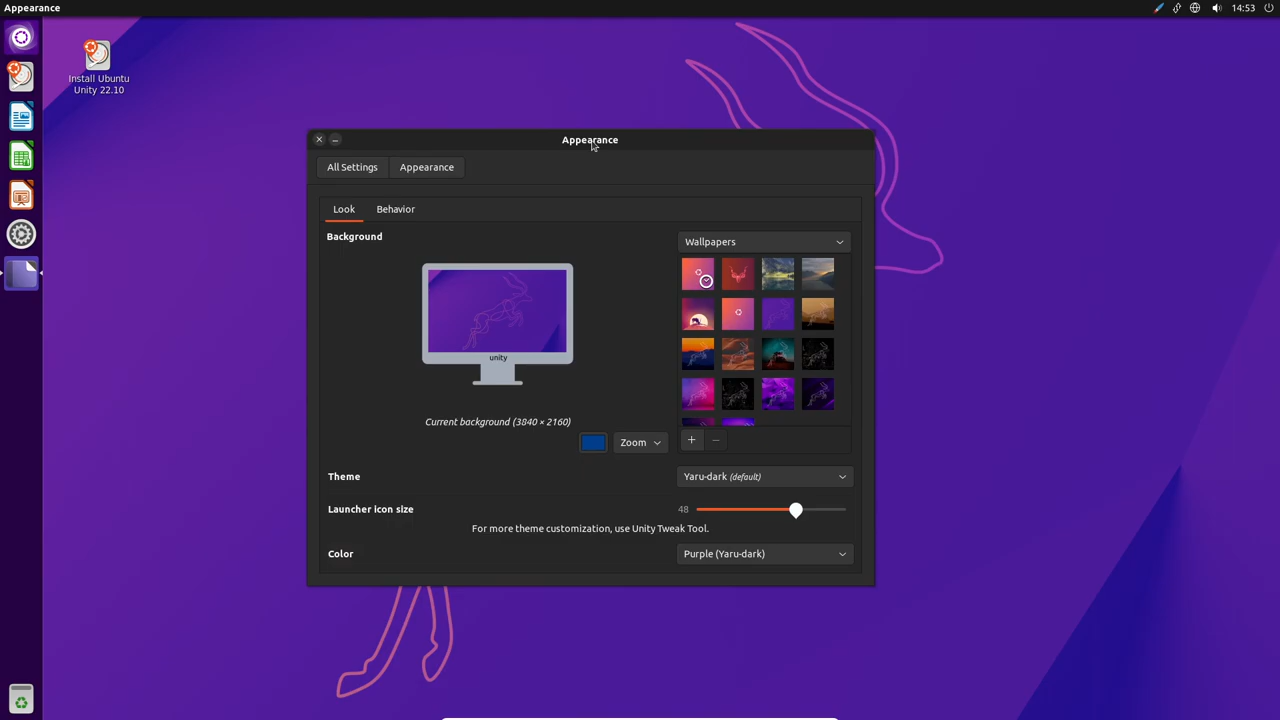 Appearance
14:53
Install Ubuntu
Unity 22.10
Appearance
All Settings
Appearance
Look
Behavior
Background
Wallpapers
unity
Current background (3840 × 2160)
Zoom
Theme
Yaru-dark (default)
Launcher icon size
48
For more theme customization, use Unity Tweak Tool.
Color
Purple (Yaru-dark)